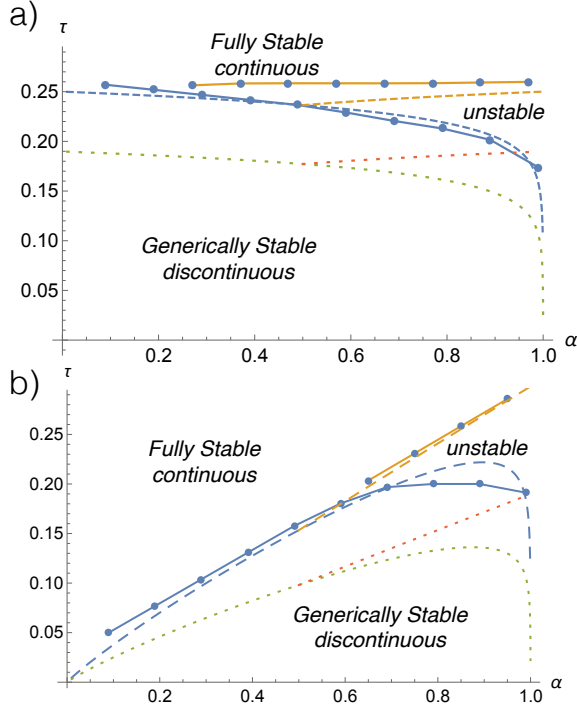 a)
τ
Fully Stable
continuous
0.25
unstable
0.20
0.15
Generically Stable
discontinuous
0.10
0.05
0.2 0.4 0.6 0.8 1.0 α
b)
τ
0.25
Fully Stable
continuous
unstable
0.20
0.15
0.10
Generically Stable
discontinuous
0.05
0.2 0.4 0.6 0.8 1.0 α